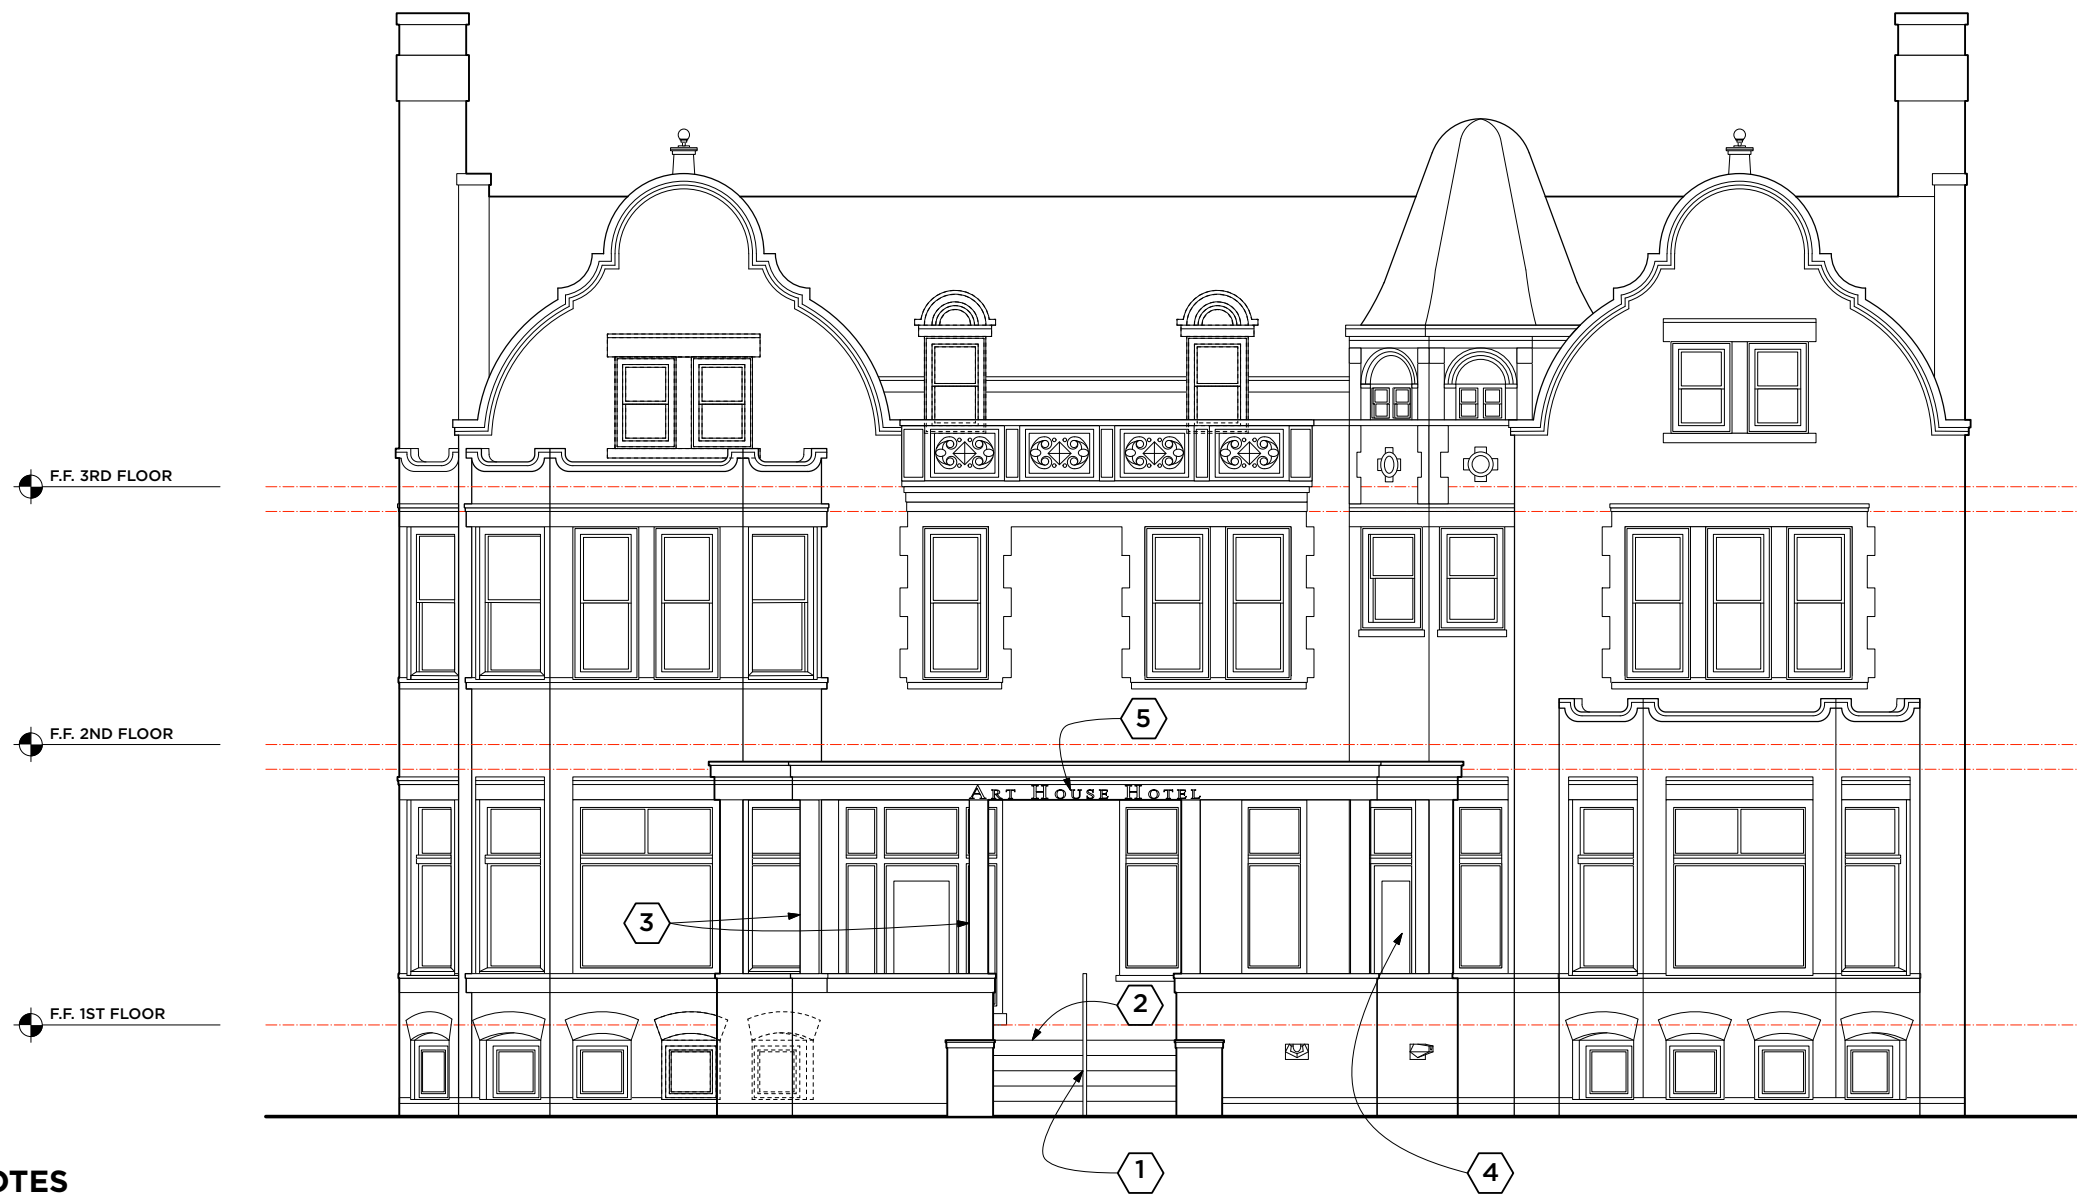 F.F. 3RD FLOOR
5
F.F. 2ND FLOOR
ART HOUSE HOTEL
3
2
F.F. 1ST FLOOR
1
4
OTES